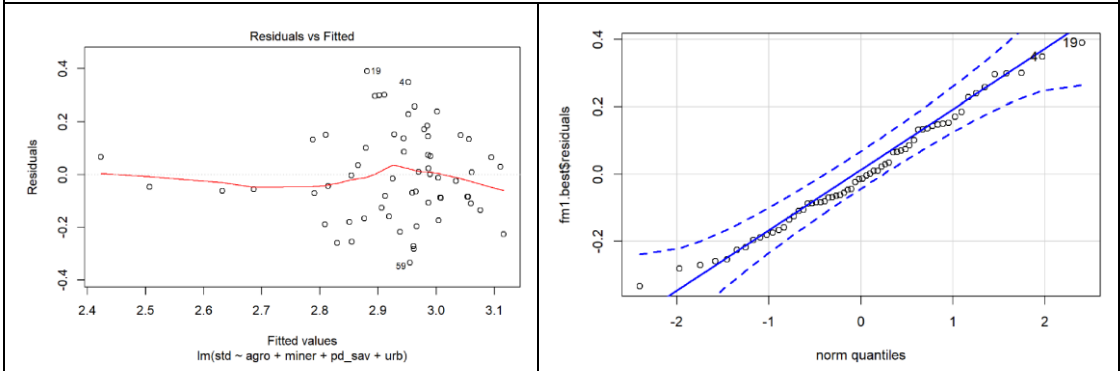 Residuals vs Fitted
Residuals
0.4
0.2
0.0
-0.2
-0.4
19
4
59
2.4 2.5 2.6 2.7 2.8 2.9 3.0 3.1
Fitted values
lm(std ~ agro + miner + pd_sav + urb)
fm1.best$residuals
0.4
0.2
0.0
-0.2
4
19
-2 -1 0 1 2
norm quantiles